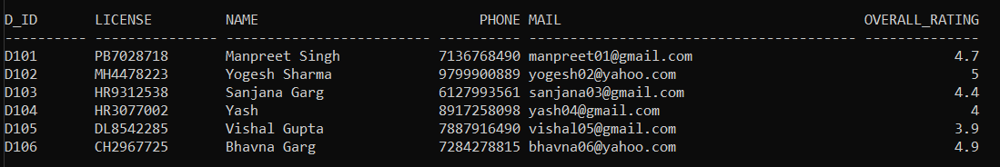 D_ID LICENSE NAME PHONE MAIL OVERALL_RATING
---------- --------------- ------------------------- ---------- ---------------------------------------- --------------
D101 PB7028718 Manpreet Singh 7136768490 manpreet01@gmail.com 4.7
D102 MH4478223 Yogesh Sharma 9799900889 yogesh02@yahoo.com 5
D103 HR9312538 Sanjana Garg 6127993561 sanjana03@gmail.com 4.4
D104 HR3077002 Yash 8917258098 yash04@gmail.com 4
D105 DL8542285 Vishal Gupta 7887916490 vishal05@gmail.com 3.9
D106 CH2967725 Bhavna Garg 7284278815 bhavna06@yahoo.com 4.9